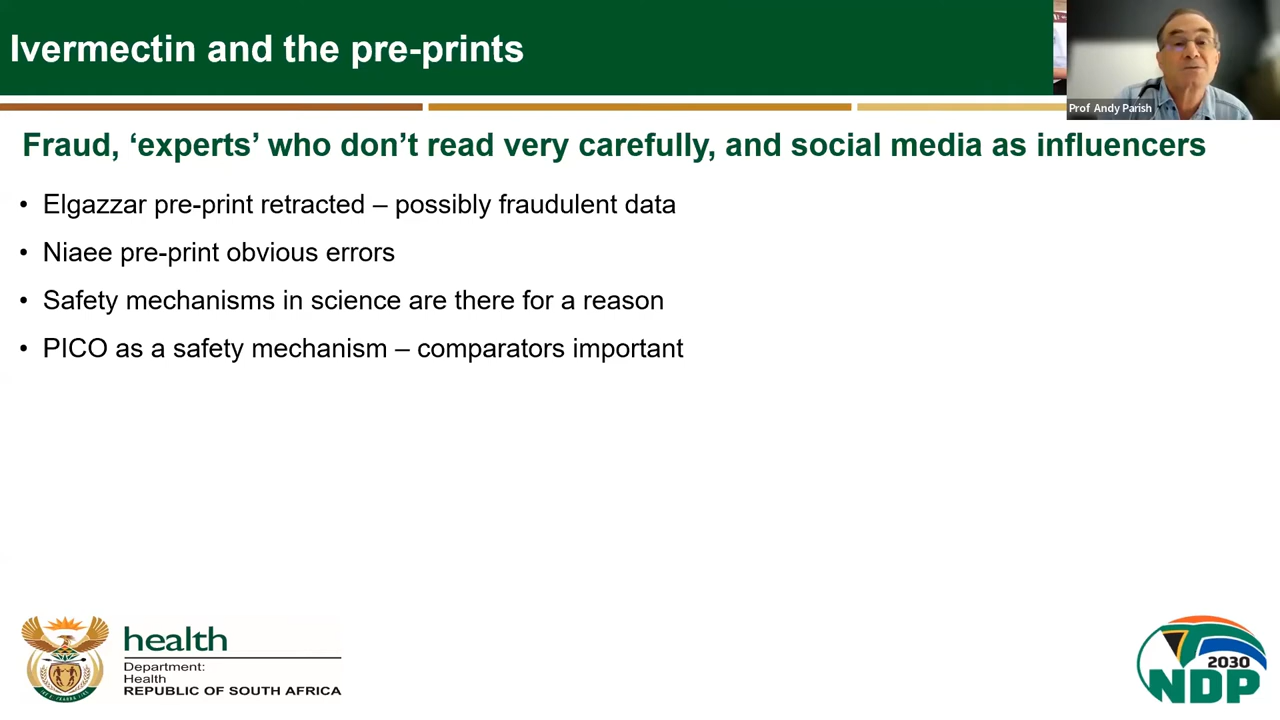 Ivermectin and the pre-prints
Prof Andy Parish
Fraud, ‘experts’ who don’t read very carefully, and social media as influencers
• Elgazzar pre-print retracted – possibly fraudulent data
• Niaee pre-print obvious errors
• Safety mechanisms in science are there for a reason
• PICO as a safety mechanism – comparators important
health
Department:
Health
REPUBLIC OF SOUTH AFRICA
2030
NDP